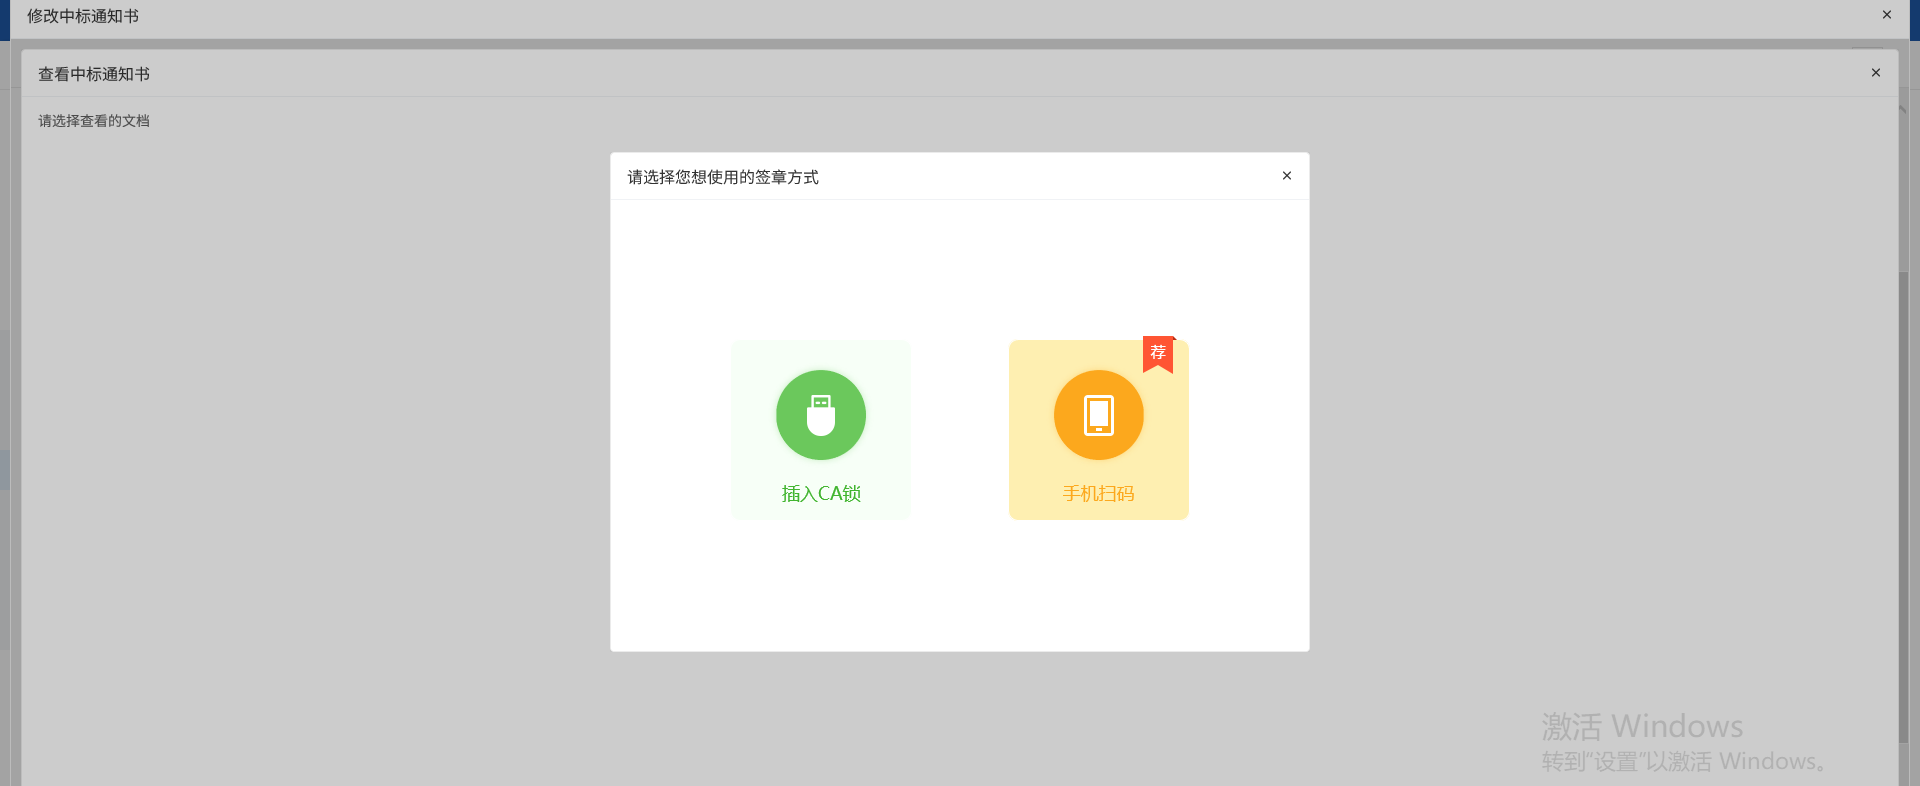 修改中标通知书
查看中标通知书
请选择查看的文档
请选择您想使用的签章方式
荐
插入CA锁
手机扫码
激活 Windows
转到“设置”以激活 Windows。